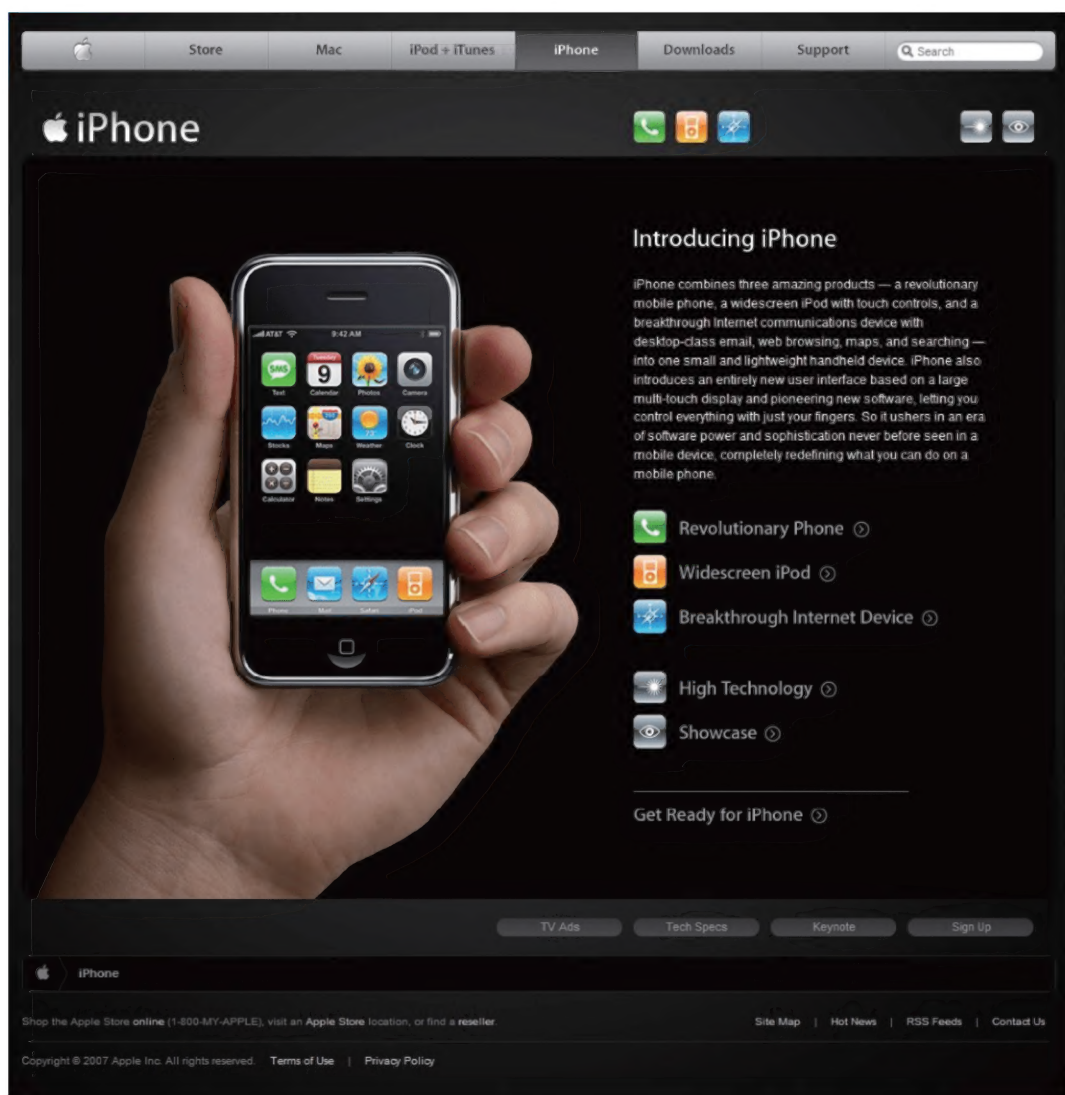 Store Mac iPod + iTunes iPhone Downloads Support Search
iPhone
Introducing iPhone
iPhone combines three amazing products — a revolutionary
mobile phone, a widescreen iPod with touch controls, and a
breakthrough Internet communications device with
desktop-class email, web browsing, maps, and searching —
into one small and lightweight handheld device. iPhone also
introduces an entirely new user interface based on a large
multi-touch display and pioneering new software, letting you
control everything with just your fingers. So it ushers in an era
of software power and sophistication never before seen in a
mobile device, completely redefining what you can do on a
mobile phone.
AT&T 9:42 AM
SMS Tuesday 9
Text Calendar Photos Camera
Stocks Maps Weather Clock
Calculator Notes Settings
Phone Mail Safari iPod
Revolutionary Phone
Widescreen iPod
Breakthrough Internet Device
High Technology
Showcase
Get Ready for iPhone
TV Ads Tech Specs Keynote Sign Up
iPhone
Shop the Apple Store online (1-800-MY-APPLE), visit an Apple Store location, or find a reseller.
Site Map | Hot News | RSS Feeds | Contact Us
Copyright © 2007 Apple Inc. All rights reserved. Terms of Use | Privacy Policy